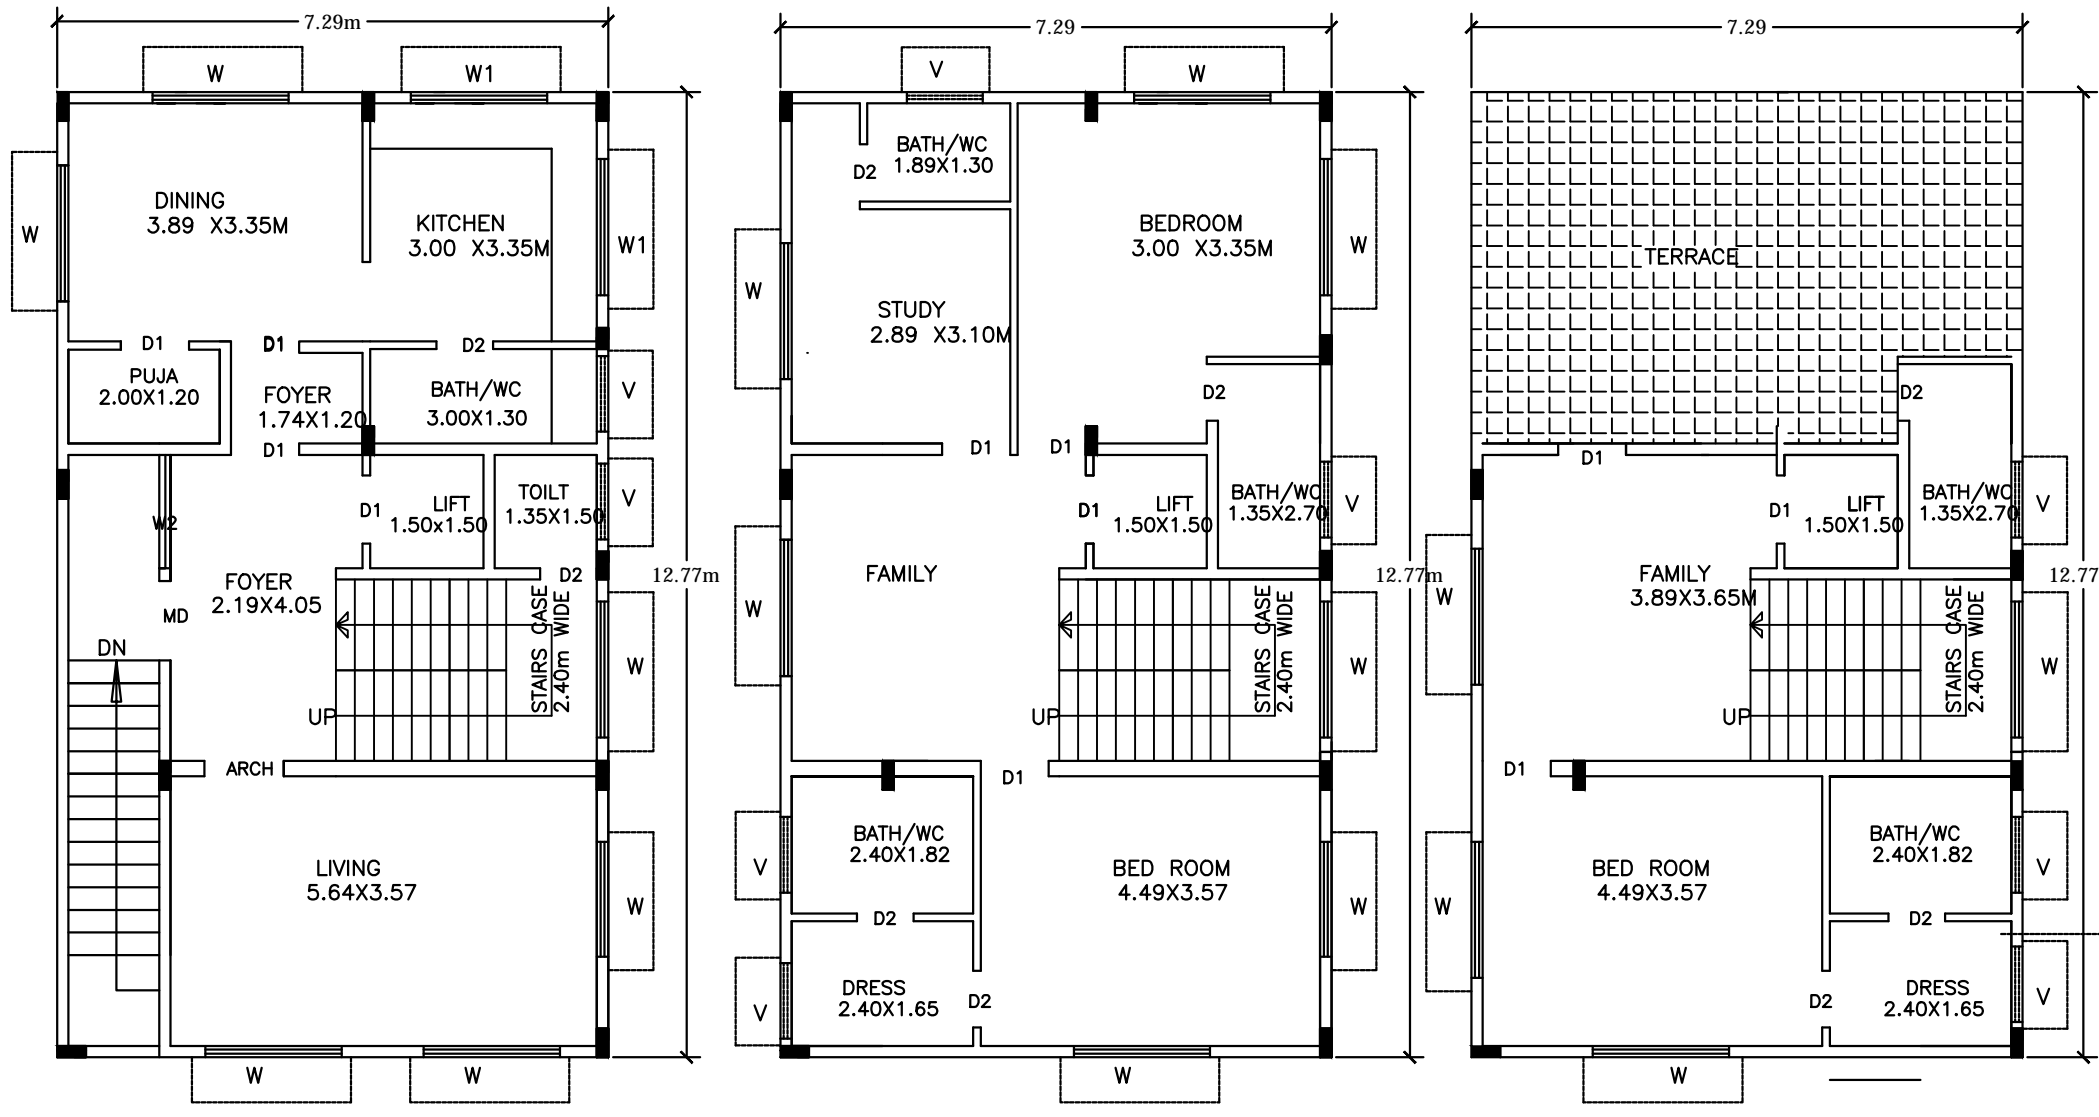 7.29m
W
W1
DINING
3.89 X3.35M
KITCHEN
3.00 X3.35M
W
W1
D1
D1
D2
PUJA
2.00X1.20
FOYER
1.74X1.20
BATH/WC
3.00X1.30
V
D1
W2
D1
LIFT
1.50x1.50
TOILT
1.35X1.50
V
FOYER
2.19X4.05
D2
12.77m
MD
DN
UP
STAIRS CASE
2.40m WIDE
W
ARCH
LIVING
5.64X3.57
W
W
W
7.29
V
W
BATH/WC
1.89X1.30
D2
BEDROOM
3.00 X3.35M
W
W
STUDY
2.89 X3.10M
D2
D1
D1
D1
LIFT
1.50X1.50
BATH/WC
1.35X2.70
V
FAMILY
W
12.77m
UP
STAIRS CASE
2.40m WIDE
W
D1
BATH/WC
2.40X1.82
V
BED ROOM
4.49X3.57
W
D2
DRESS
2.40X1.65
V
D2
W
7.29
TERRACE
D2
D1
D1
LIFT
1.50X1.50
BATH/WC
1.35X2.70
V
FAMILY
3.89X3.65M
W
12.77
UP
STAIRS CASE
2.40m WIDE
W
D1
BED ROOM
4.49X3.57
W
BATH/WC
2.40X1.82
V
D2
DRESS
2.40X1.65
V
D2
W